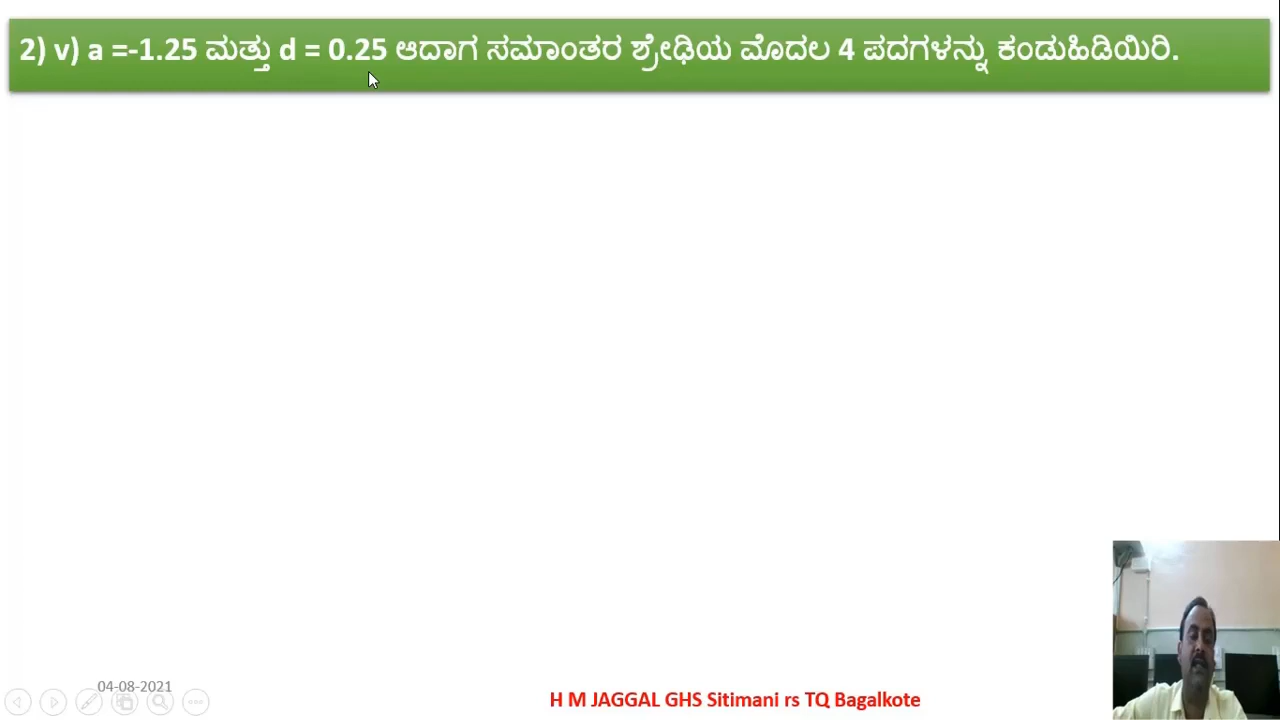 2) v) a =-1.25 ಮತ್ತು d = 0.25 ಆದಾಗ ಸಮಾಂತರ ಶ್ರೇಢಿಯ ಮೊದಲ 4 ಪದಗಳನ್ನು ಕಂಡುಹಿಡಿಯಿರಿ.
04-08-2021
H M JAGGAL GHS Sitimani rs TQ Bagalkote